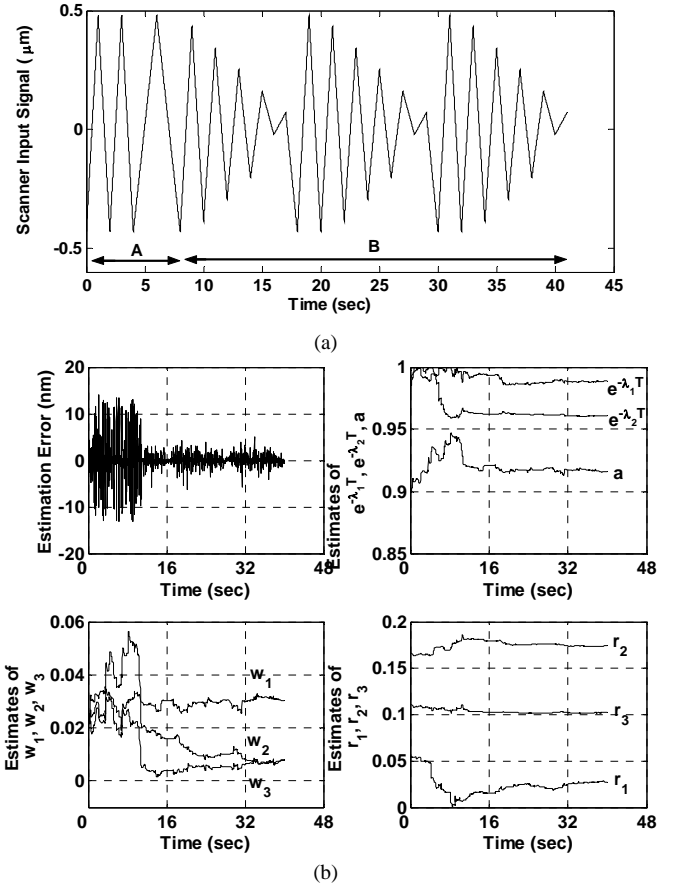 Scanner Input Signal ( μm)
0.5
0
-0.5
A
B
0 5 10 15 20 25 30 35 40 45
Time (sec)
(a)
Estimation Error (nm)
20
10
0
-10
-20
0 16 32 48
Time (sec)
Estimates of
e^-λ₁T, e^-λ₂T, a
1
0.95
0.9
0.85
e^-λ₁T
e^-λ₂T
a
0 16 32 48
Time (sec)
Estimates of
w₁, w₂, w₃
0.06
0.04
0.02
0
w₁
w₂
w₃
0 16 32 48
Time (sec)
Estimates of
r₁, r₂, r₃
0.2
0.15
0.1
0.05
0
r₂
r₃
r₁
0 16 32 48
Time (sec)
(b)